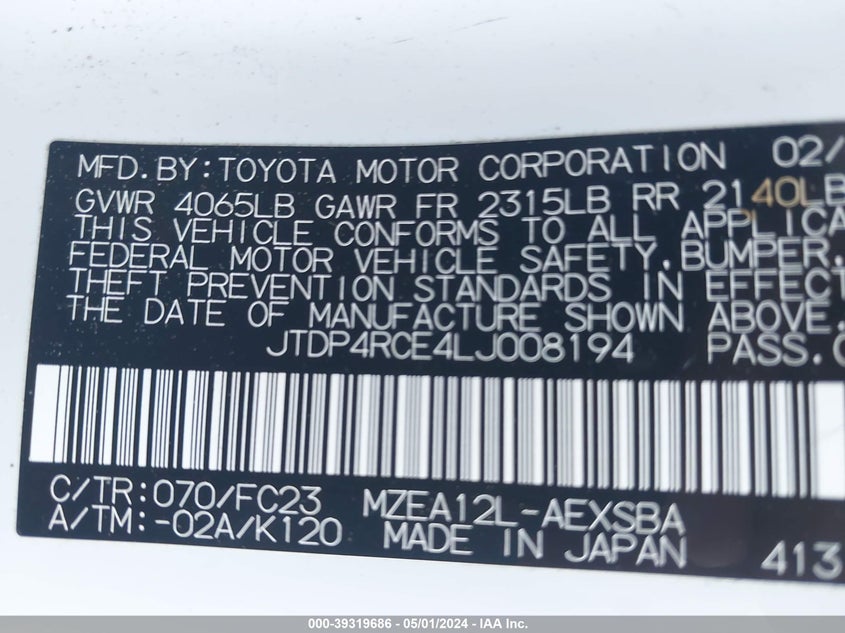 MFD.BY:TOYOTA MOTOR CORPORATION 02/
GVWR 4065LB GAWR FR 2315LB RR 2140LB
THIS VEHICLE CONFORMS TO ALL APPLICA
FEDERAL MOTOR VEHICLE SAFETY,BUMPER,
THEFT PREVENTION STANDARDS IN EFFECT
THE DATE OF MANUFACTURE SHOWN ABOVE.
JTDP4RCE4LJ008194 PASS.C
C/TR:070/FC23 MZEA12L-AEXSBA
A/TM:-02A/K120 MADE IN JAPAN 413
000-39319686 / 05/01/2024 - IAA Inc.